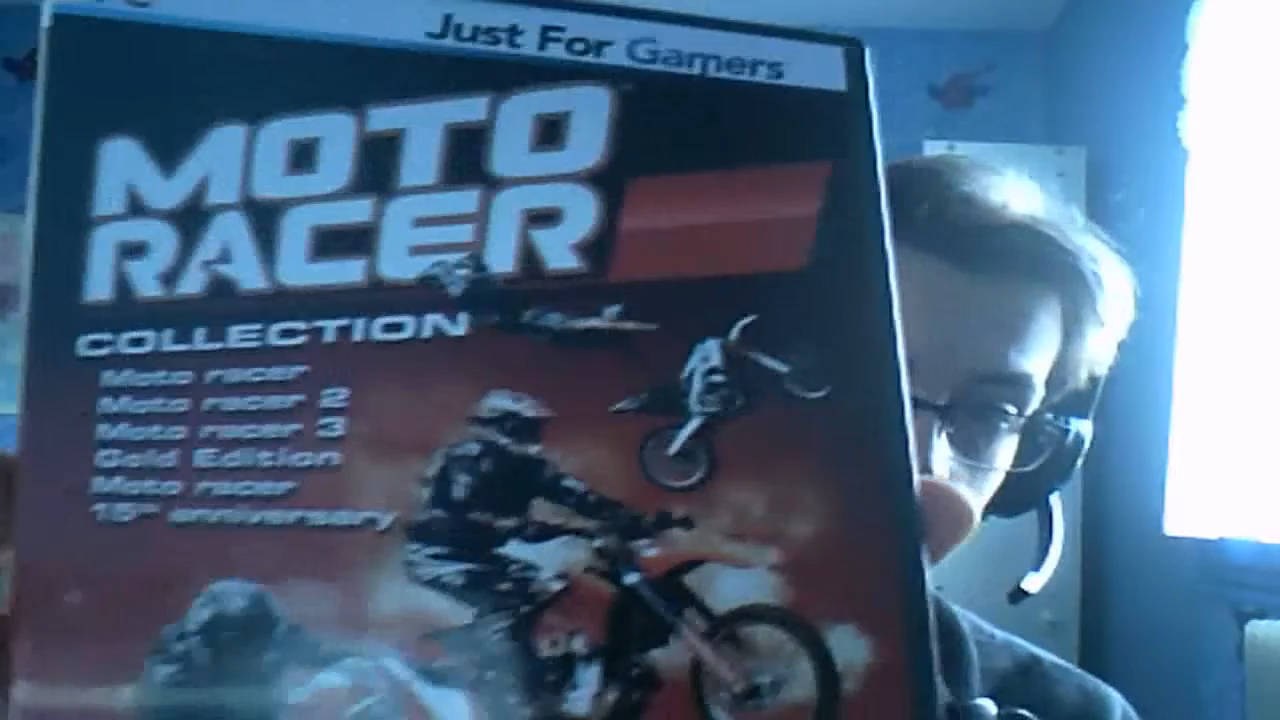 Just For Gamers
MOTO
RACER
COLLECTION
Moto racer
Moto racer 2
Moto racer 3
Gold Edition
Moto racer
15th anniversary